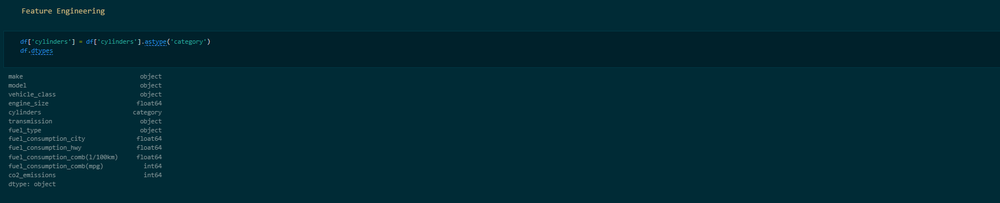 Feature Engineering
df['cylinders'] = df['cylinders'].astype('category')
df.dtypes
make object
model object
vehicle_class object
engine_size float64
cylinders category
transmission object
fuel_type object
fuel_consumption_city float64
fuel_consumption_hwy float64
fuel_consumption_comb(l/100km) float64
fuel_consumption_comb(mpg) int64
co2_emissions int64
dtype: object